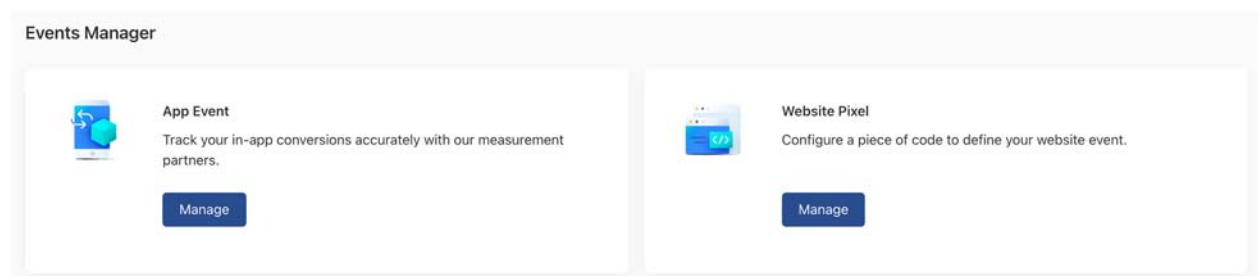 Events Manager
App Event
Track your in-app conversions accurately with our measurement
partners.
Manage
Website Pixel
Configure a piece of code to define your website event.
Manage